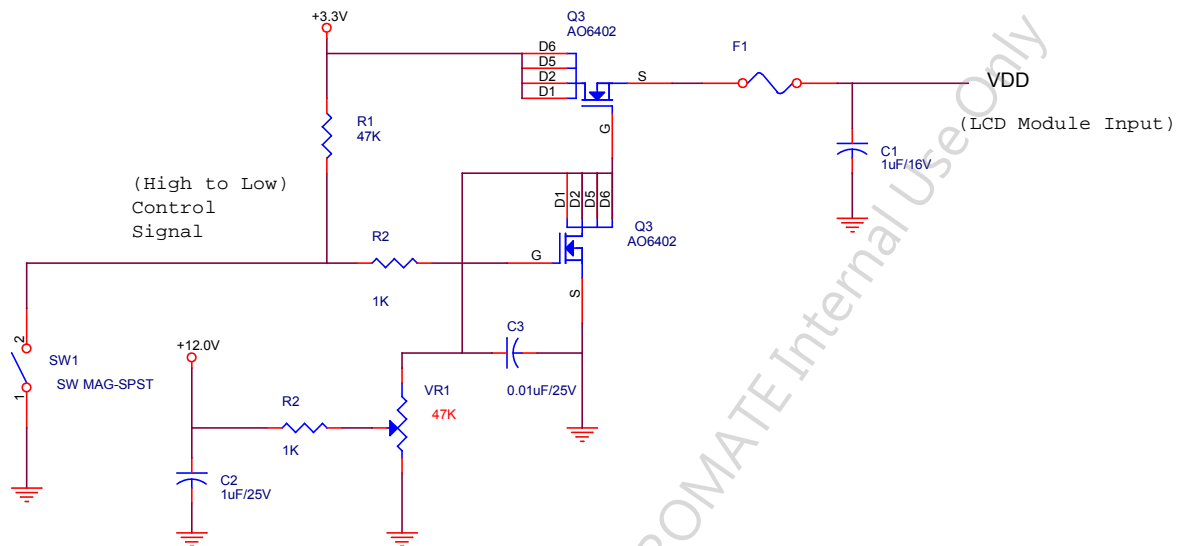 +3.3V
Q3
AO6402
D6
D5
D2
D1
S
G
F1
VDD
(LCD Module Input)
R1
47K
C1
1uF/16V
(High to Low)
Control
Signal
D1
D2
D5
D6
Q3
AO6402
R2
G
1K
S
2
SW1
SW MAG-SPST
1
+12.0V
C3
0.01uF/25V
VR1
47K
R2
1K
C2
1uF/25V
ROMATE Internal Use Only